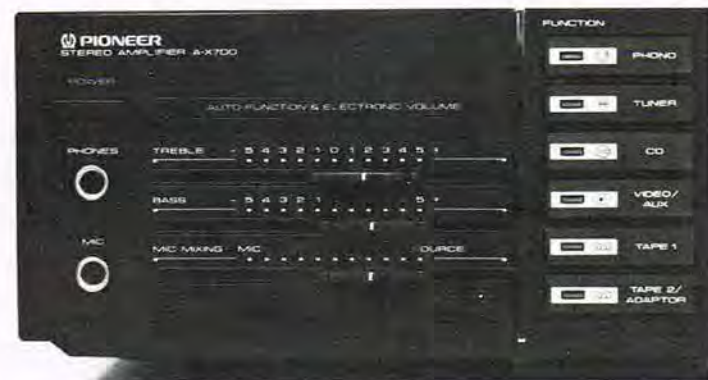 PIONEER
STEREO AMPLIFIER A-X700
POWER
AUTO FUNCTION & ELECTRONIC VOLUME
PHONES
TREBLE - 5 4 3 2 1 0 1 2 3 4 5 +
BASS - 5 4 3 2 1 5 +
MIC
MIC MIXING MIC OURCE
FUNCTION
PHONO
TUNER
CD
VIDEO/
AUX
TAPE 1
TAPE 2/
ADAPTOR